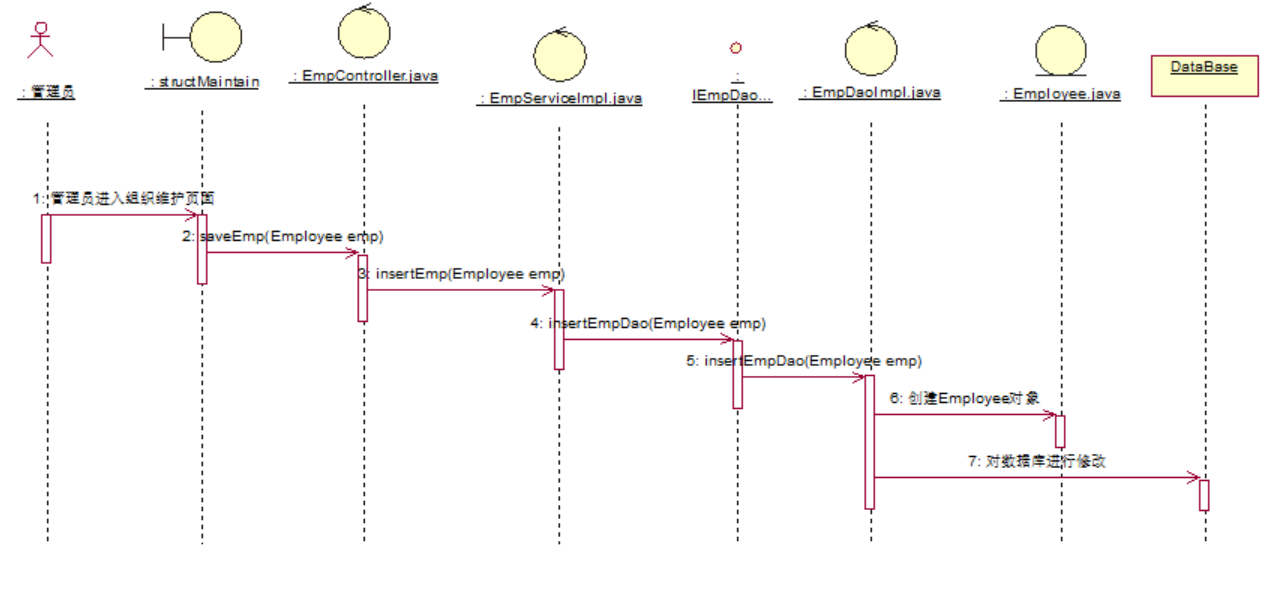 : 管理员
: structMaintain
: EmpController.java
: EmpServiceImpl.java
:
IEmpDao...
: EmpDaoImpl.java
: Employee.java
DataBase
1: 管理员进入组织维护页面
2: saveEmp(Employee emp)
3: insertEmp(Employee emp)
4: insertEmpDao(Employee emp)
5: insertEmpDao(Employee emp)
6: 创建Employee对象
7: 对数据库进行修改